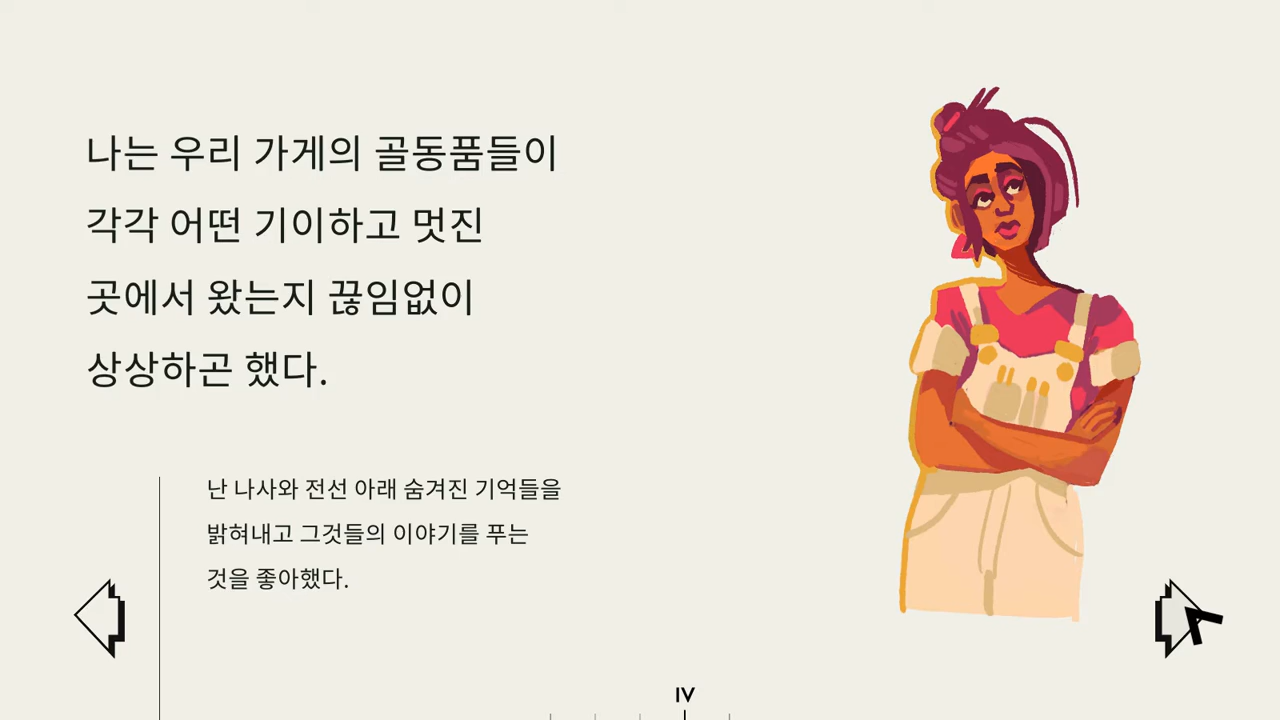 나는 우리 가게의 골동품들이
각각 어떤 기이하고 멋진
곳에서 왔는지 끊임없이
상상하곤 했다.
난 나사와 전선 아래 숨겨진 기억들을
밝혀내고 그것들의 이야기를 푸는
것을 좋아했다.
IV